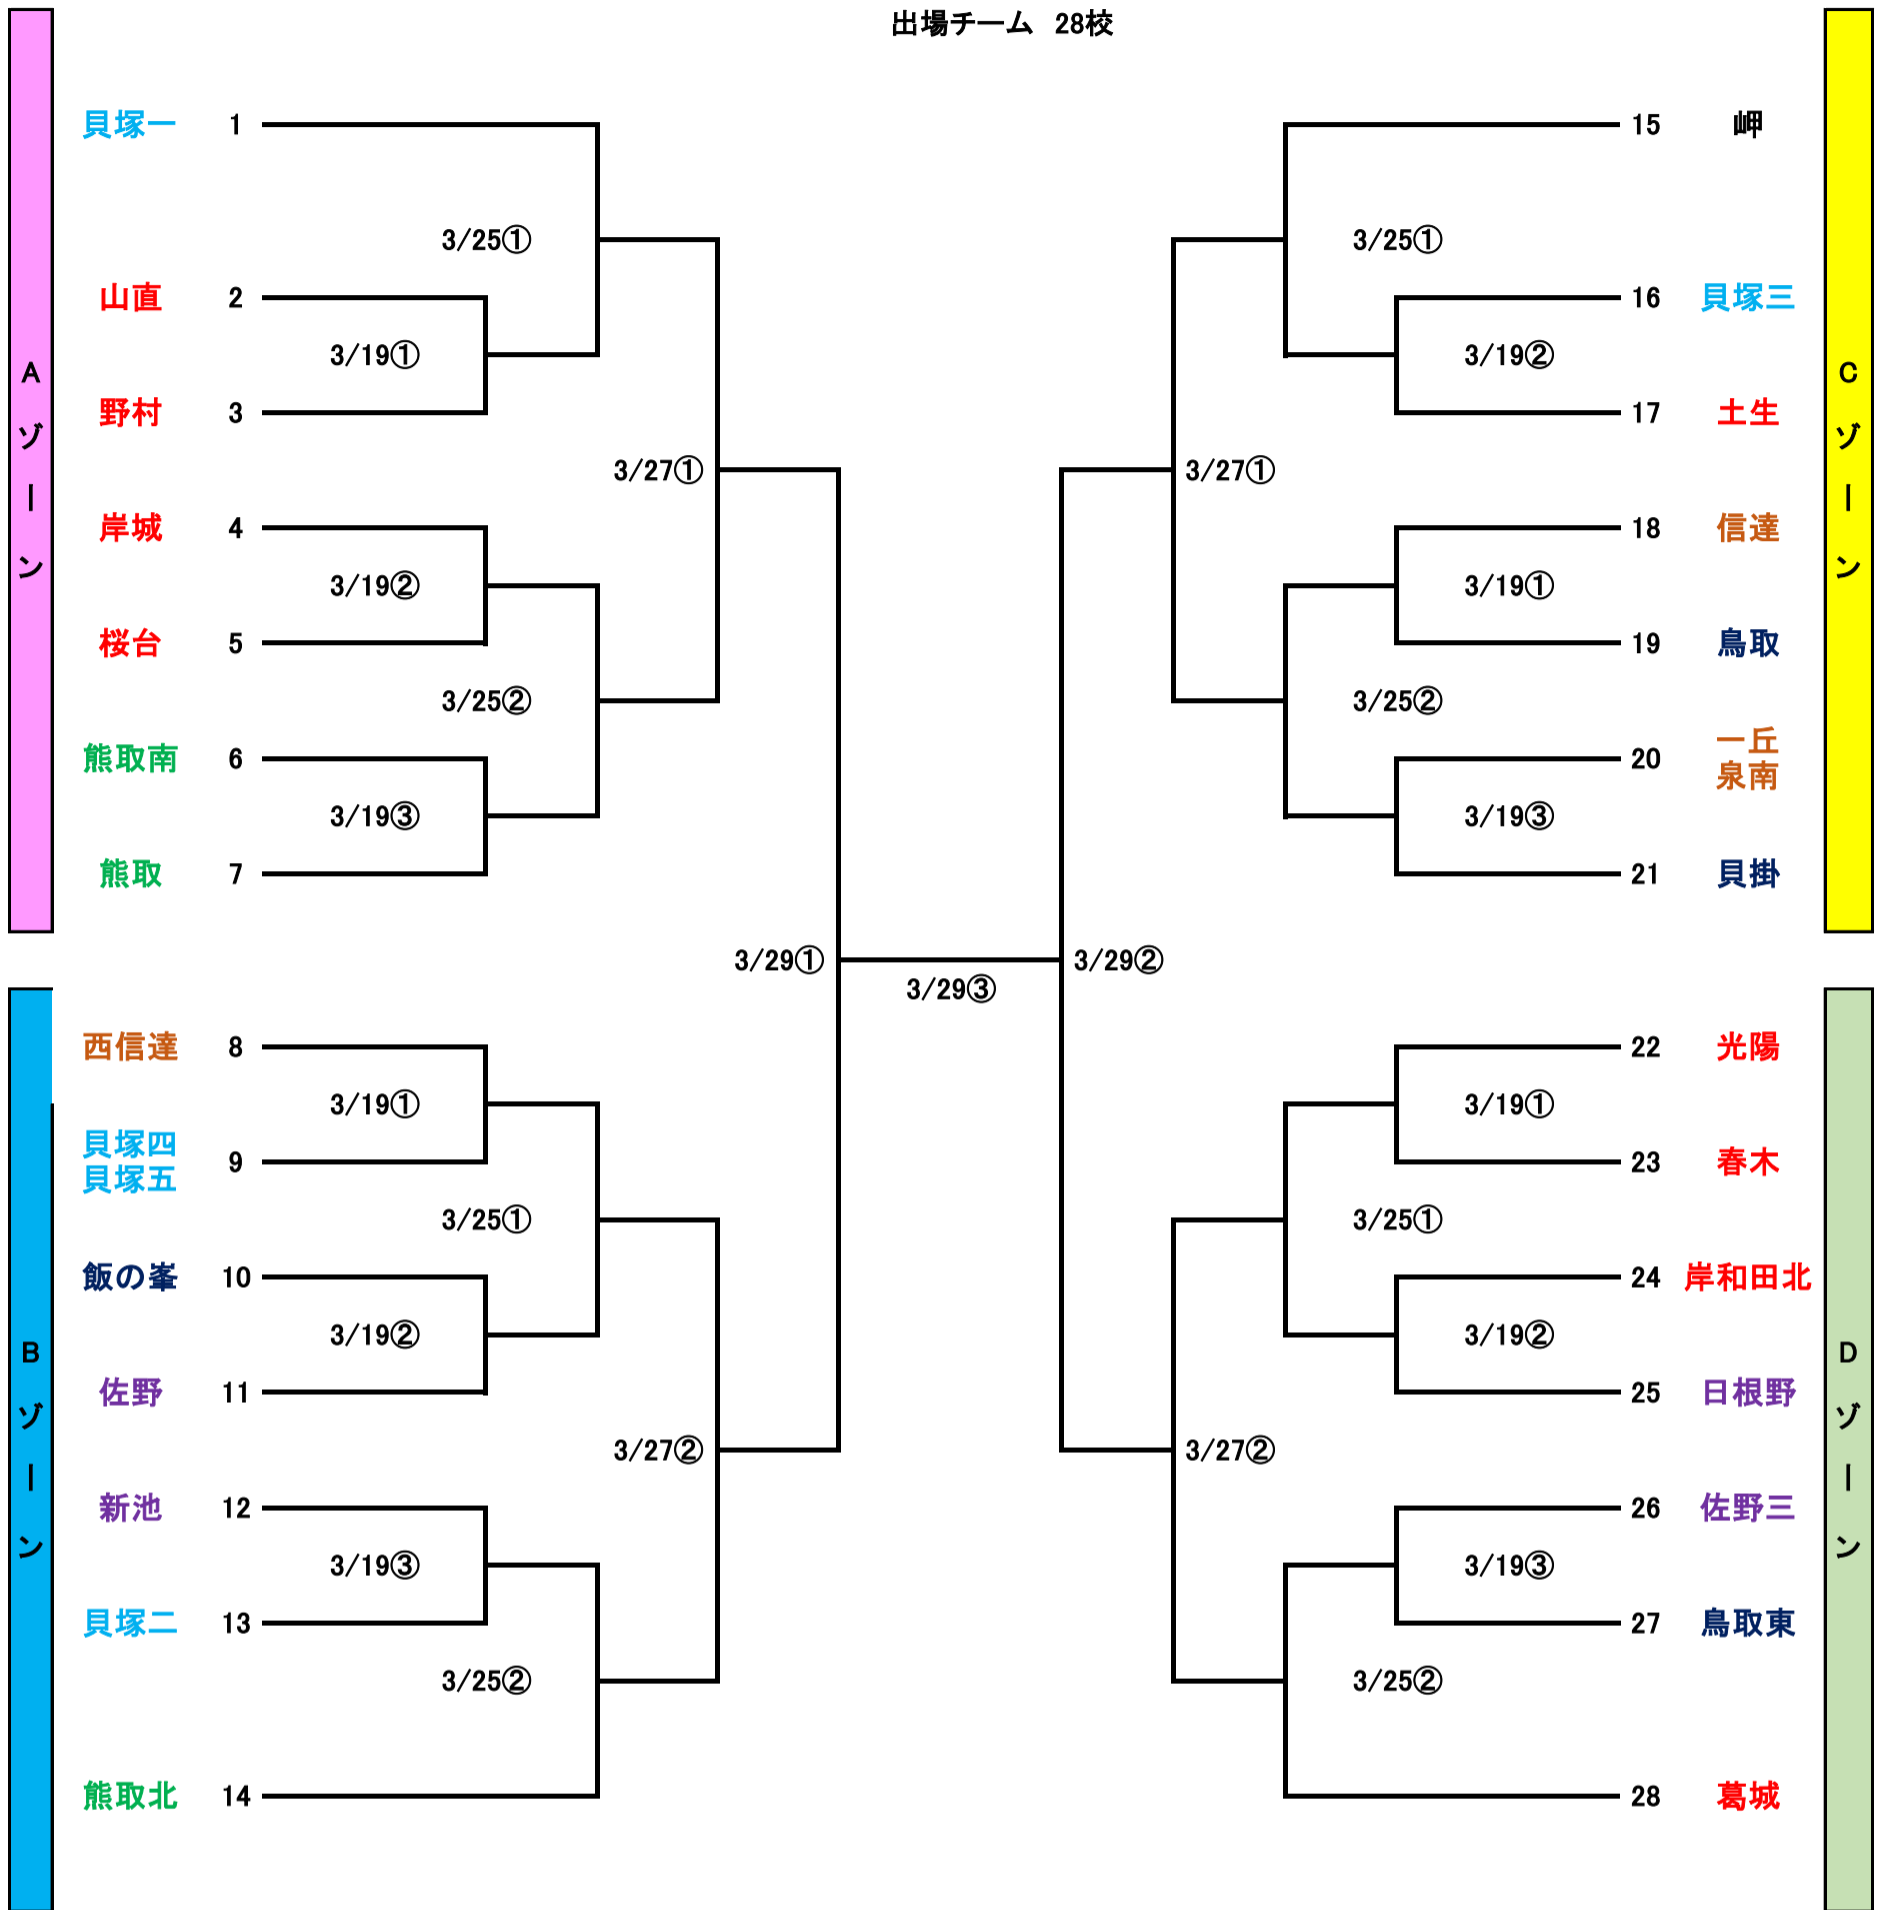 出場チーム 28校
Aゾーン
貝塚一 1
3/25①
山直 2
3/19①
野村 3
3/27①
岸城 4
3/19②
桜台 5
3/25②
熊取南 6
3/19③
熊取 7
3/29①
3/29③
Bゾーン
西信達 8
3/19①
貝塚四
貝塚五 9
3/25①
飯の峯 10
3/19②
佐野 11
3/27②
新池 12
3/19③
貝塚二 13
3/25②
熊取北 14
Cゾーン
15 岬
3/25①
16 貝塚三
3/19②
17 土生
3/27①
18 信達
3/19①
19 鳥取
3/25②
20 一丘
泉南
3/19③
21 貝掛
3/29②
Dゾーン
22 光陽
3/19①
23 春木
3/25①
24 岸和田北
3/19②
25 日根野
3/27②
26 佐野三
3/19③
27 鳥取東
3/25②
28 葛城